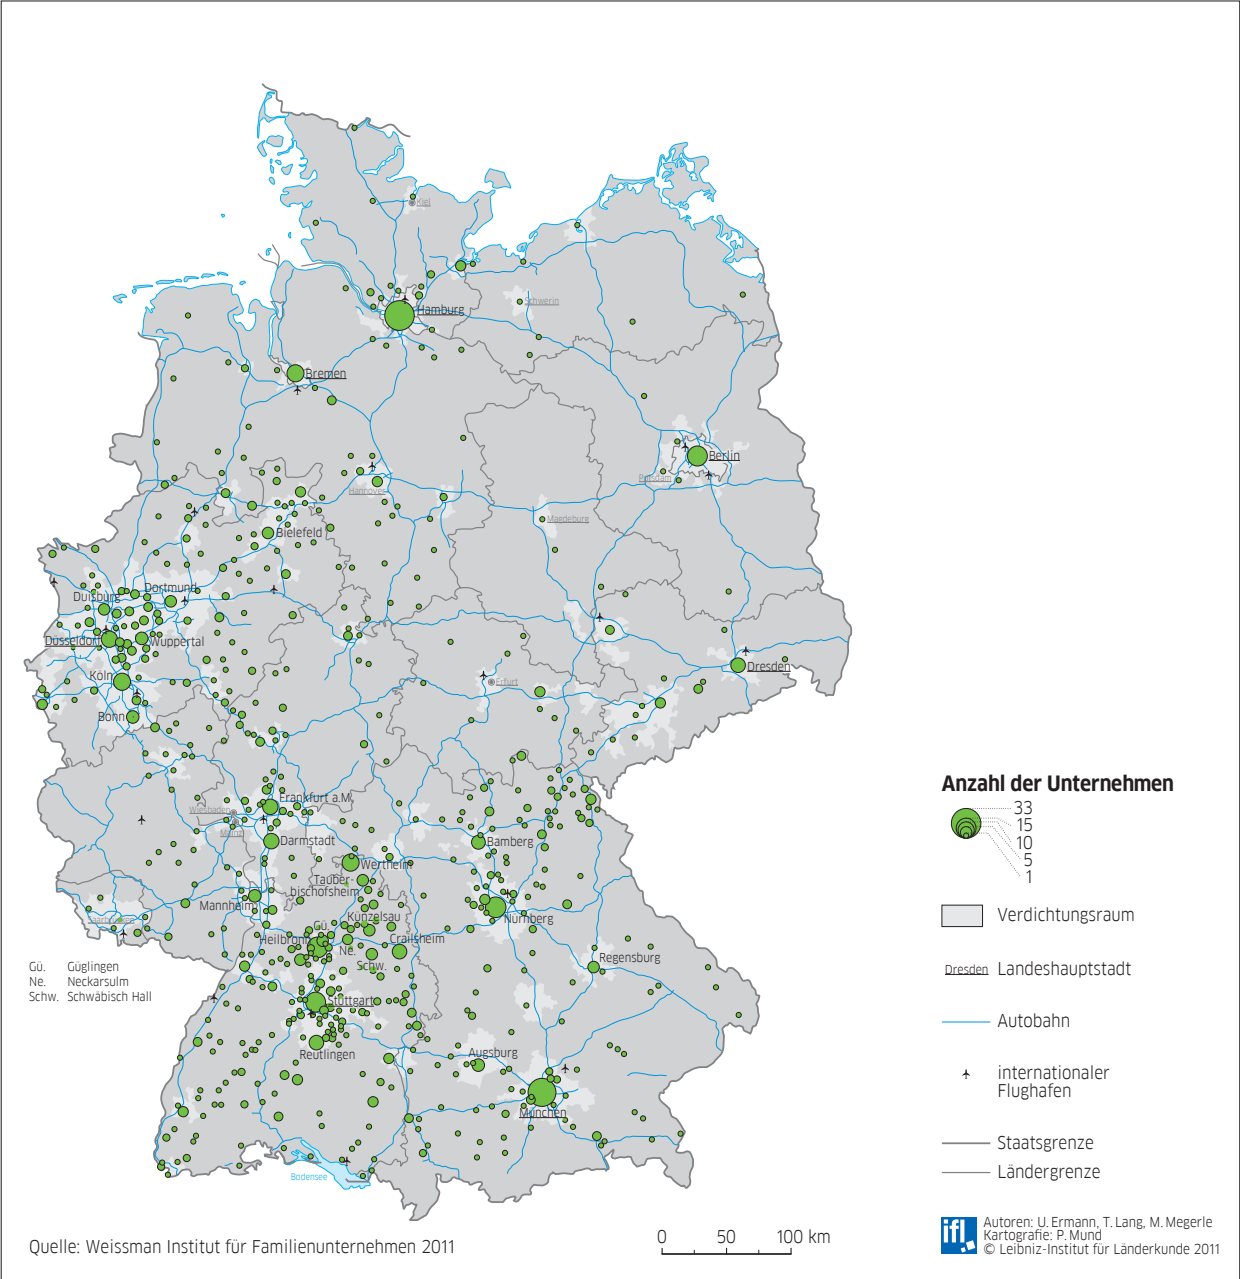 Kiel
Schwerin
Hamburg
Bremen
Berlin
Potsdam
Hannover
Magdeburg
Bielefeld
Dortmund
Duisburg
Düsseldorf
Wuppertal
Köln
Bonn
Dresden
Erfurt
Frankfurt a.M.
Wiesbaden
Mainz
Darmstadt
Bamberg
Wertheim
Tauber-
bischofsheim
Mannheim
Künzelsau
Nürnberg
Saarbrücken
Gü.
Heilbronn
Crailsheim
Ne.
Schw.
Regensburg
Stuttgart
Reutlingen
Augsburg
München
Bodensee
Gü. Güglingen
Ne. Neckarsulm
Schw. Schwäbisch Hall
Anzahl der Unternehmen
33
15
10
5
1
Verdichtungsraum
Dresden Landeshauptstadt
Autobahn
internationaler
Flughafen
Staatsgrenze
Ländergrenze
Quelle: Weissman Institut für Familienunternehmen 2011
0 50 100 km
ifl
Autoren: U. Ermann, T. Lang, M. Megerle
Kartografie: P. Mund
© Leibniz-Institut für Länderkunde 2011